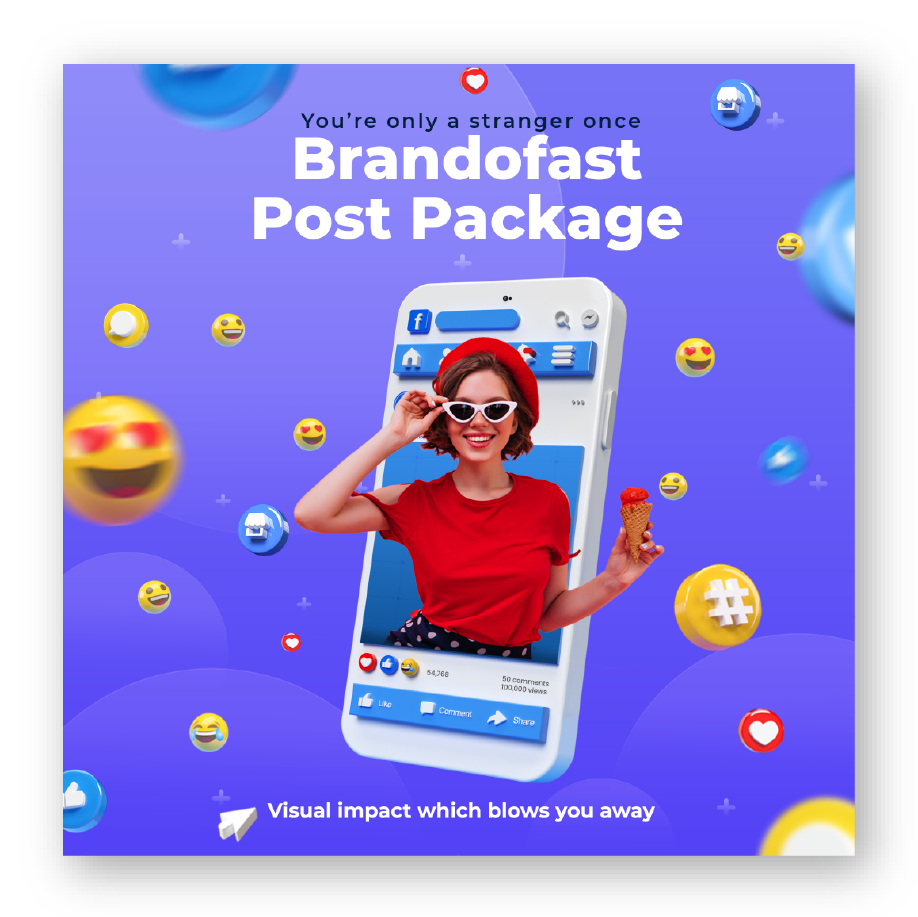 You're only a stranger once
Brandofast
Post Package
f
54,768
50 comments
100,000 views
Like
Comment
Share
#
Visual impact which blows you away